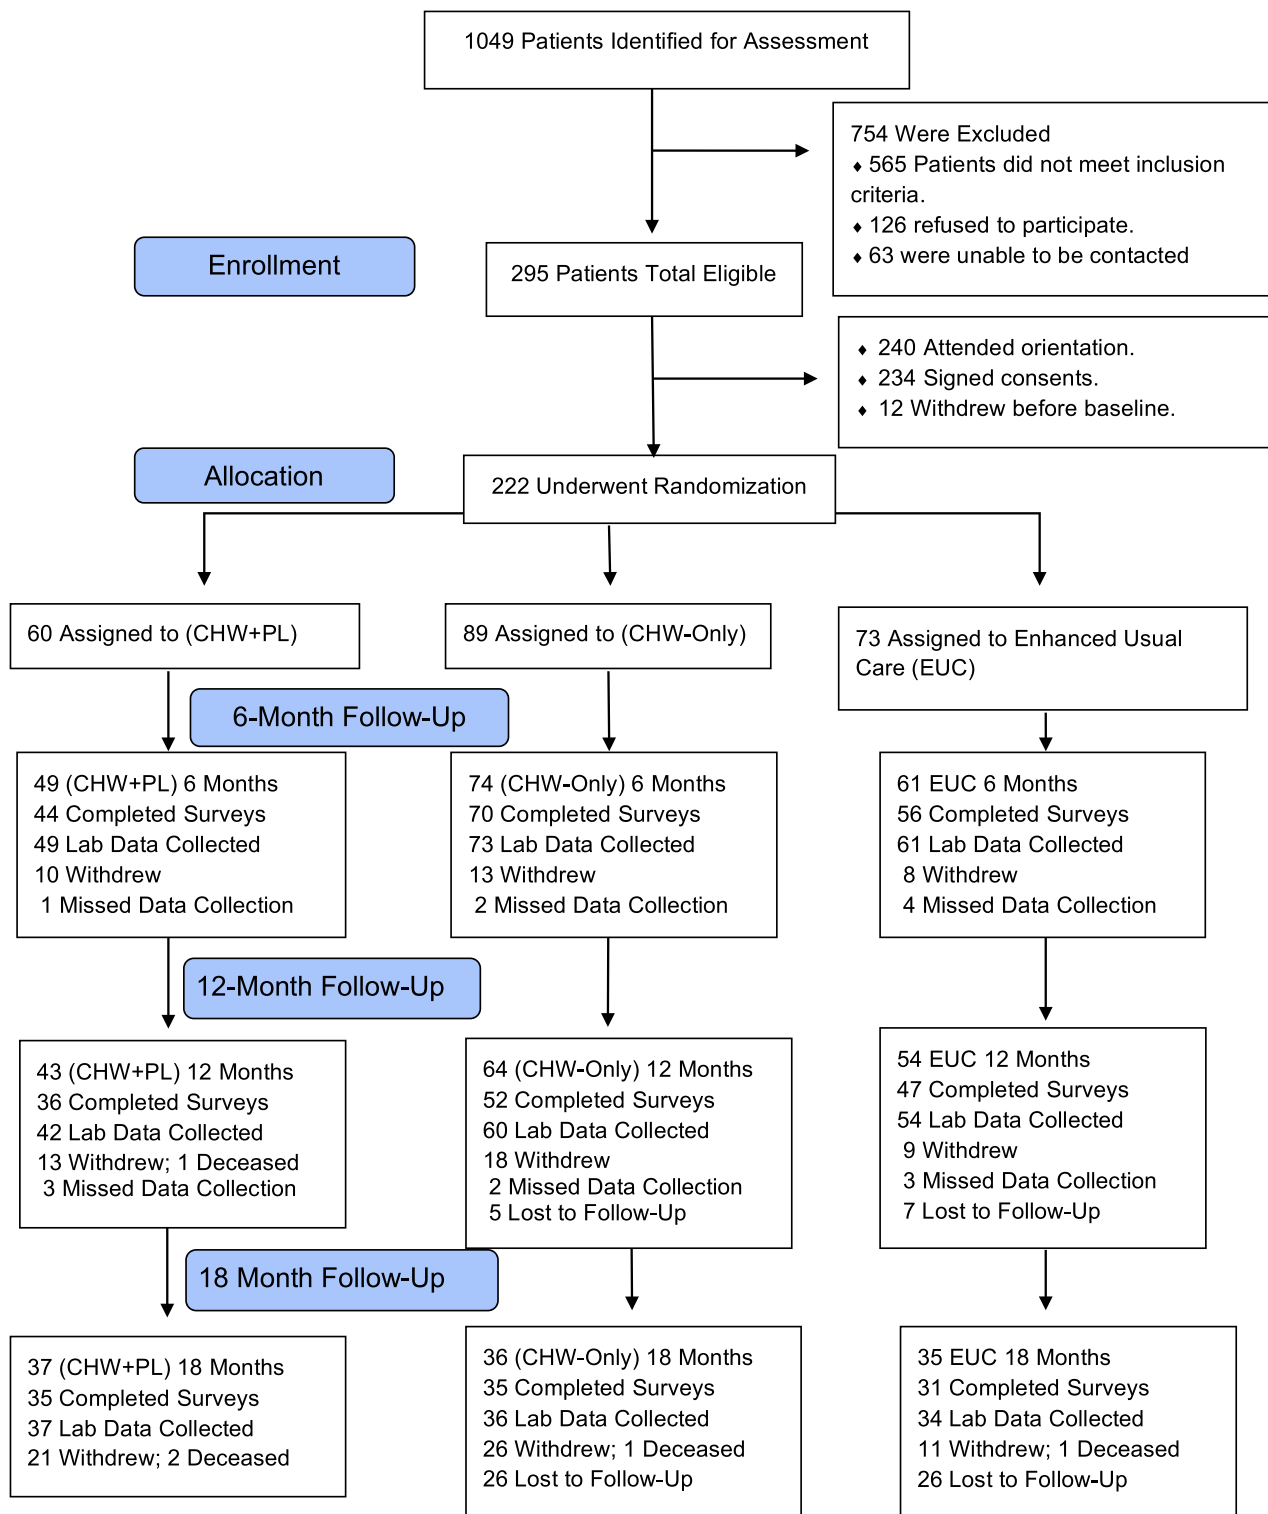 1049 Patients Identified for Assessment
754 Were Excluded
♦ 565 Patients did not meet inclusion
criteria.
♦ 126 refused to participate.
♦ 63 were unable to be contacted
Enrollment
295 Patients Total Eligible
♦ 240 Attended orientation.
♦ 234 Signed consents.
♦ 12 Withdrew before baseline.
Allocation
222 Underwent Randomization
60 Assigned to (CHW+PL)
89 Assigned to (CHW-Only)
73 Assigned to Enhanced Usual
Care (EUC)
6-Month Follow-Up
49 (CHW+PL) 6 Months
44 Completed Surveys
49 Lab Data Collected
10 Withdrew
1 Missed Data Collection
74 (CHW-Only) 6 Months
70 Completed Surveys
73 Lab Data Collected
13 Withdrew
2 Missed Data Collection
61 EUC 6 Months
56 Completed Surveys
61 Lab Data Collected
8 Withdrew
4 Missed Data Collection
12-Month Follow-Up
43 (CHW+PL) 12 Months
36 Completed Surveys
42 Lab Data Collected
13 Withdrew; 1 Deceased
3 Missed Data Collection
64 (CHW-Only) 12 Months
52 Completed Surveys
60 Lab Data Collected
18 Withdrew
2 Missed Data Collection
5 Lost to Follow-Up
54 EUC 12 Months
47 Completed Surveys
54 Lab Data Collected
9 Withdrew
3 Missed Data Collection
7 Lost to Follow-Up
18 Month Follow-Up
37 (CHW+PL) 18 Months
35 Completed Surveys
37 Lab Data Collected
21 Withdrew; 2 Deceased
36 (CHW-Only) 18 Months
35 Completed Surveys
36 Lab Data Collected
26 Withdrew; 1 Deceased
26 Lost to Follow-Up
35 EUC 18 Months
31 Completed Surveys
34 Lab Data Collected
11 Withdrew; 1 Deceased
26 Lost to Follow-Up